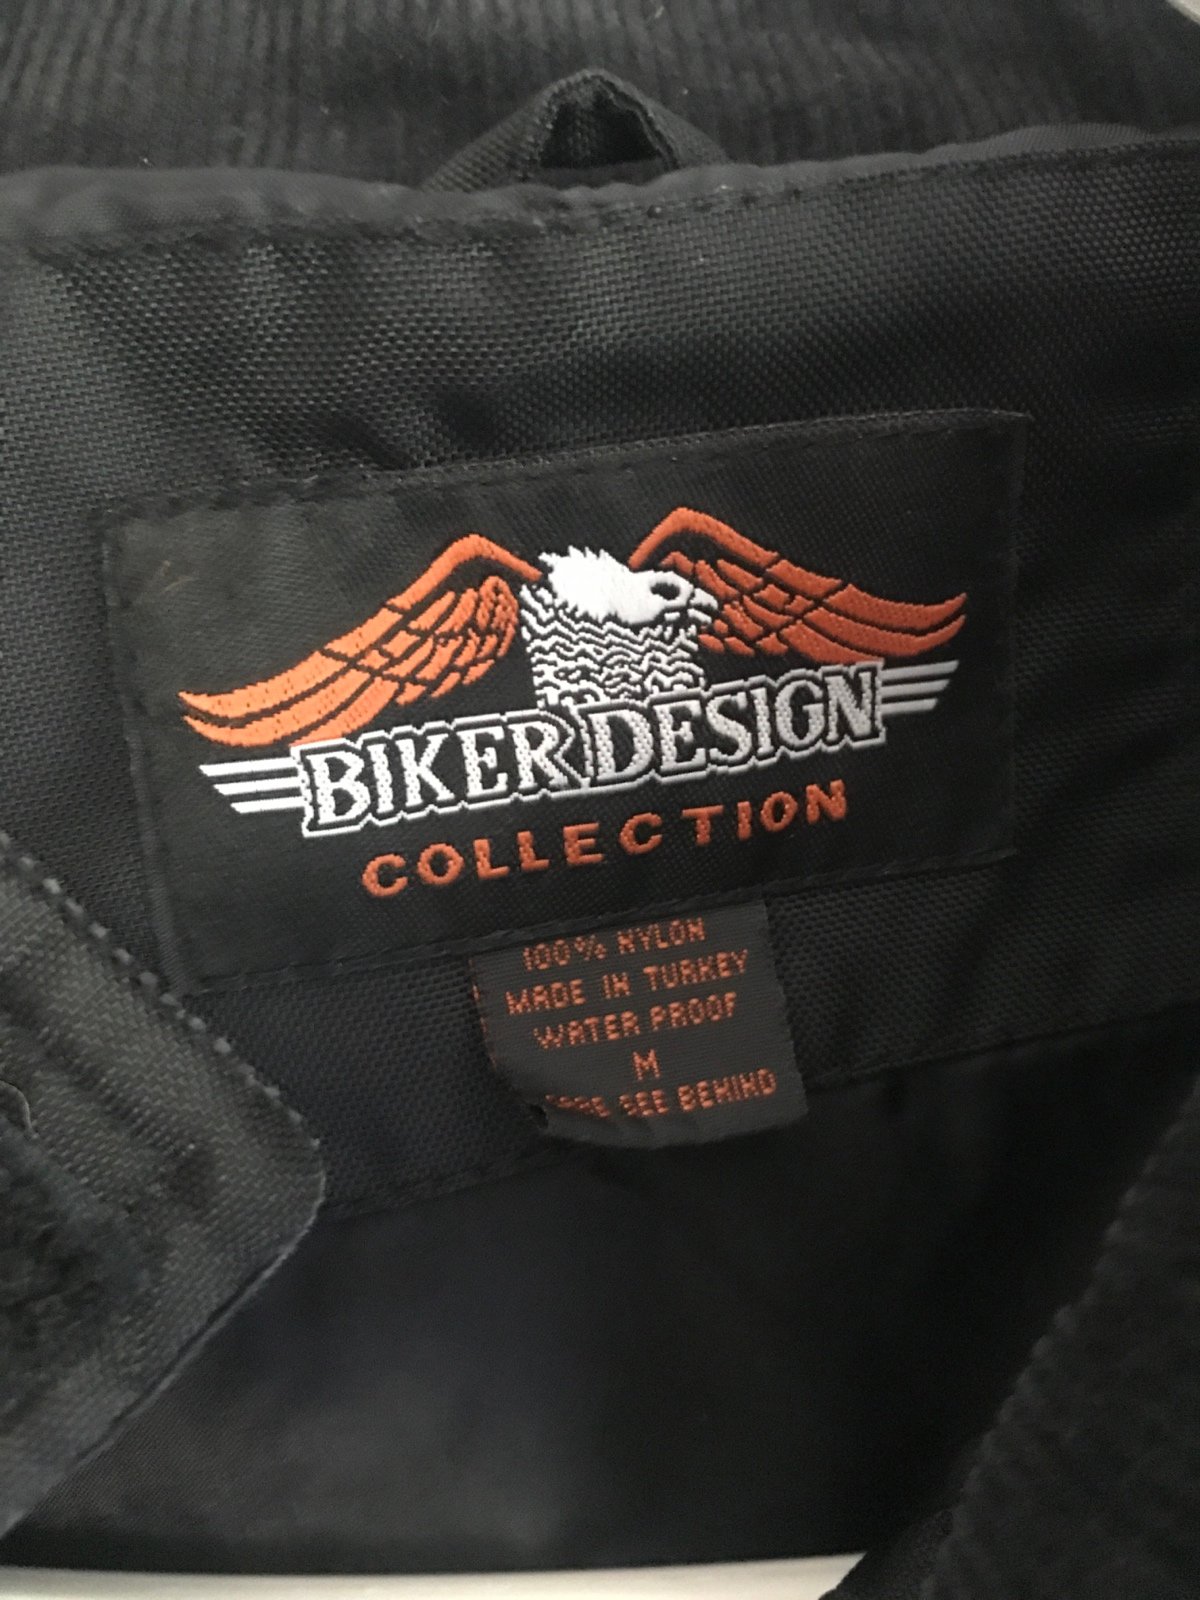 BIKER DESIGN
COLLECTION
100% NYLON
MADE IN TURKEY
WATER PROOF
M
SEE BEHIND